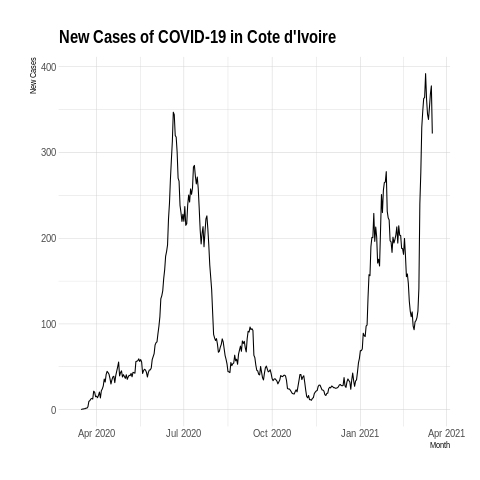 New Cases of COVID-19 in Cote d'Ivoire
New Cases
400
300
200
100
0
Apr 2020 Jul 2020 Oct 2020 Jan 2021 Apr 2021
Month